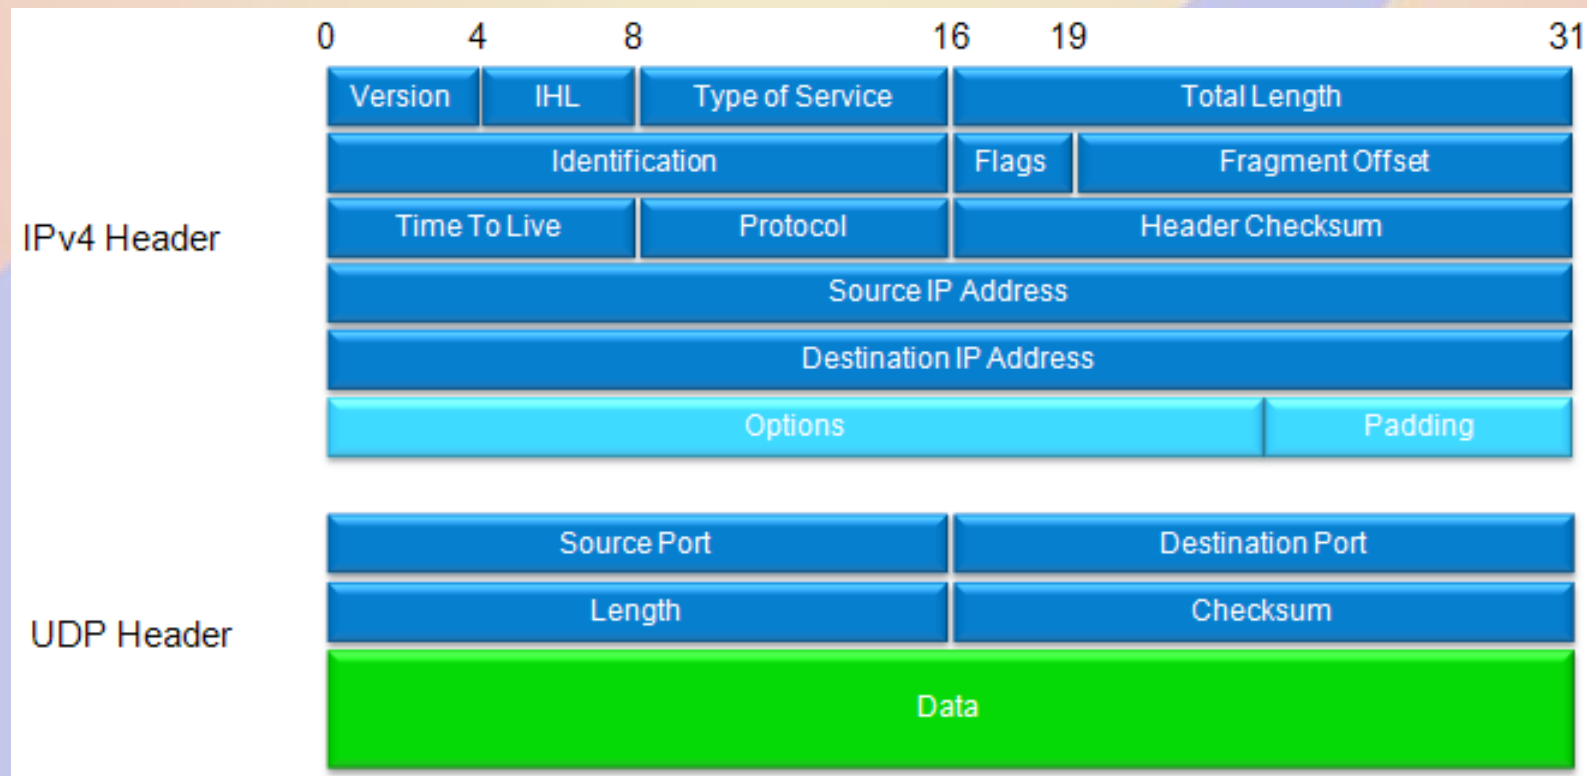 0 4 8 16 19 31
Version IHL Type of Service Total Length
Identification Flags Fragment Offset
Time To Live Protocol Header Checksum
IPv4 Header
Source IP Address
Destination IP Address
Options Padding
Source Port Destination Port
Length Checksum
UDP Header
Data